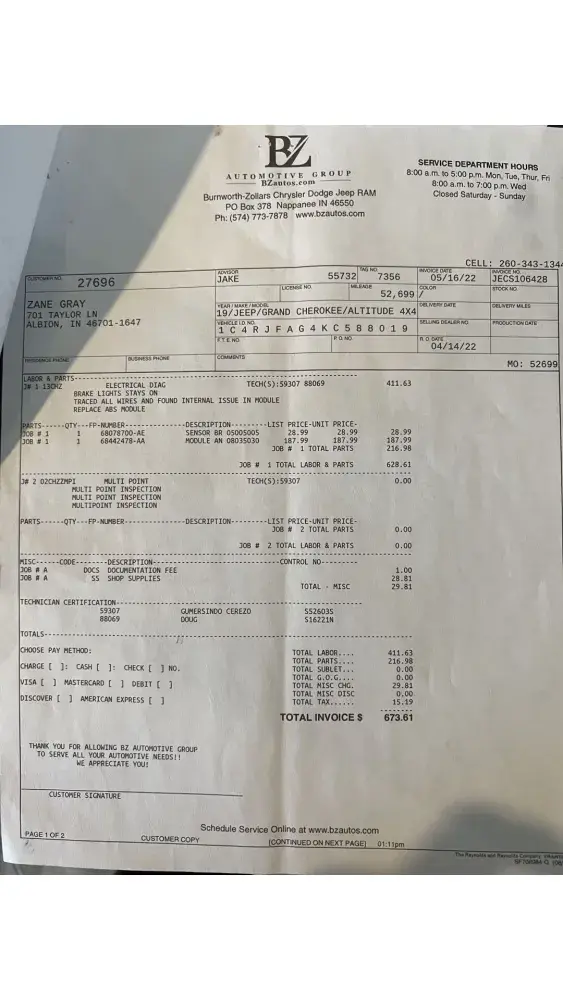 BZ
AUTOMOTIVE GROUP
BZautos.com
Burnworth-Zollars Chrysler Dodge Jeep RAM
PO Box 378 Nappanee IN 46550
Ph: (574) 773-7878 www.bzautos.com
SERVICE DEPARTMENT HOURS
8:00 a.m. to 5:00 p.m. Mon, Tue, Thur, Fri
8:00 a.m. to 7:00 p.m. Wed
Closed Saturday - Sunday
CELL: 260-343-1344
CUSTOMER NO. 27696
ADVISOR JAKE 55732
TAG NO. 7356
INVOICE DATE 05/16/22
INVOICE NO. JECS106428
LICENSE NO.
MILEAGE 52,699 /
COLOR
STOCK NO.
ZANE GRAY
701 TAYLOR LN
ALBION, IN 46701-1647
YEAR / MAKE / MODEL
19/JEEP/GRAND CHEROKEE/ALTITUDE 4X4
DELIVERY DATE
DELIVERY MILES
VEHICLE I.D. NO.
1 C 4 R J F A G 4 K C 5 8 8 0 1 9
SELLING DEALER NO.
PRODUCTION DATE
F.T.E. NO.
P.O. NO.
R.O. DATE
04/14/22
RESIDENCE PHONE
BUSINESS PHONE
COMMENTS
MO: 52699
LABOR & PARTS
J# 1 13CHZ ELECTRICAL DIAG TECH(S):59307 88069 411.63
BRAKE LIGHTS STAYS ON
TRACED ALL WIRES AND FOUND INTERNAL ISSUE IN MODULE
REPLACE ABS MODULE
PARTS------QTY---FP-NUMBER---------------DESCRIPTION---------LIST PRICE-UNIT PRICE-
JOB # 1 1 68078700-AE SENSOR BR 05005005 28.99 28.99 28.99
JOB # 1 1 68442478-AA MODULE AN 08035030 187.99 187.99 187.99
JOB # 1 TOTAL PARTS 216.98
JOB # 1 TOTAL LABOR & PARTS 628.61
J# 2 02CHZZMPI MULTI POINT TECH(S):59307 0.00
MULTI POINT INSPECTION
MULTI POINT INSPECTION
MULTIPOINT INSPECTION
PARTS------QTY---FP-NUMBER---------------DESCRIPTION---------LIST PRICE-UNIT PRICE-
JOB # 2 TOTAL PARTS 0.00
JOB # 2 TOTAL LABOR & PARTS 0.00
MISC------CODE--------DESCRIPTION--------------------CONTROL NO---------
JOB # A DOCS DOCUMENTATION FEE 1.00
JOB # A SS SHOP SUPPLIES 28.81
TOTAL - MISC 29.81
TECHNICIAN CERTIFICATION
59307 GUMERSINDO CEREZO S52603S
88069 DOUG S16221N
TOTALS
CHOOSE PAY METHOD:
CHARGE [ ]: CASH [ ]: CHECK [ ] NO.
VISA [ ] MASTERCARD [ ] DEBIT [ ]
DISCOVER [ ] AMERICAN EXPRESS [ ]
TOTAL LABOR.... 411.63
TOTAL PARTS.... 216.98
TOTAL SUBLET... 0.00
TOTAL G.O.G.... 0.00
TOTAL MISC CHG. 29.81
TOTAL MISC DISC 0.00
TOTAL TAX...... 15.19
TOTAL INVOICE $ 673.61
THANK YOU FOR ALLOWING BZ AUTOMOTIVE GROUP
TO SERVE ALL YOUR AUTOMOTIVE NEEDS!!
WE APPRECIATE YOU!
CUSTOMER SIGNATURE
Schedule Service Online at www.bzautos.com
PAGE 1 OF 2
CUSTOMER COPY
[CONTINUED ON NEXT PAGE] 01:11pm
The Reynolds and Reynolds Company